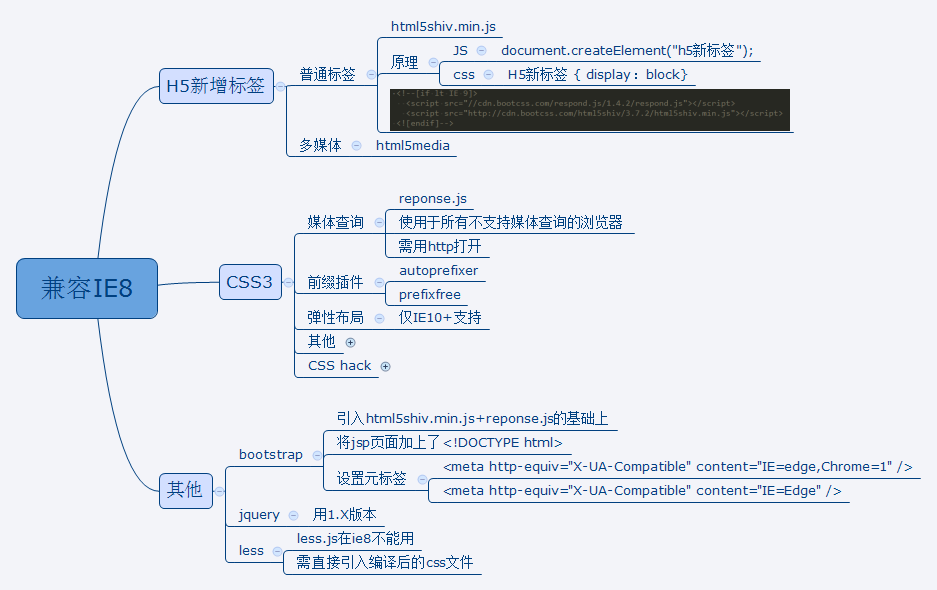 兼容IE8
H5新增标签
普通标签
html5shiv.min.js
原理
JS
document.createElement("h5新标签");
css
H5新标签 { display：block}
<!--[if lt IE 9]>
<script src="//cdn.bootcss.com/respond.js/1.4.2/respond.js"></script>
<script src="http://cdn.bootcss.com/html5shiv/3.7.2/html5shiv.min.js"></script>
<![endif]-->
多媒体
html5media
CSS3
媒体查询
reponse.js
使用于所有不支持媒体查询的浏览器
需用http打开
前缀插件
autoprefixer
prefixfree
弹性布局
仅IE10+支持
其他
CSS hack
其他
bootstrap
引入html5shiv.min.js+reponse.js的基础上
将jsp页面加上了<!DOCTYPE html>
设置元标签
<meta http-equiv="X-UA-Compatible" content="IE=edge,Chrome=1" />
<meta http-equiv="X-UA-Compatible" content="IE=Edge" />
jquery
用1.X版本
less
less.js在ie8不能用
需直接引入编译后的css文件